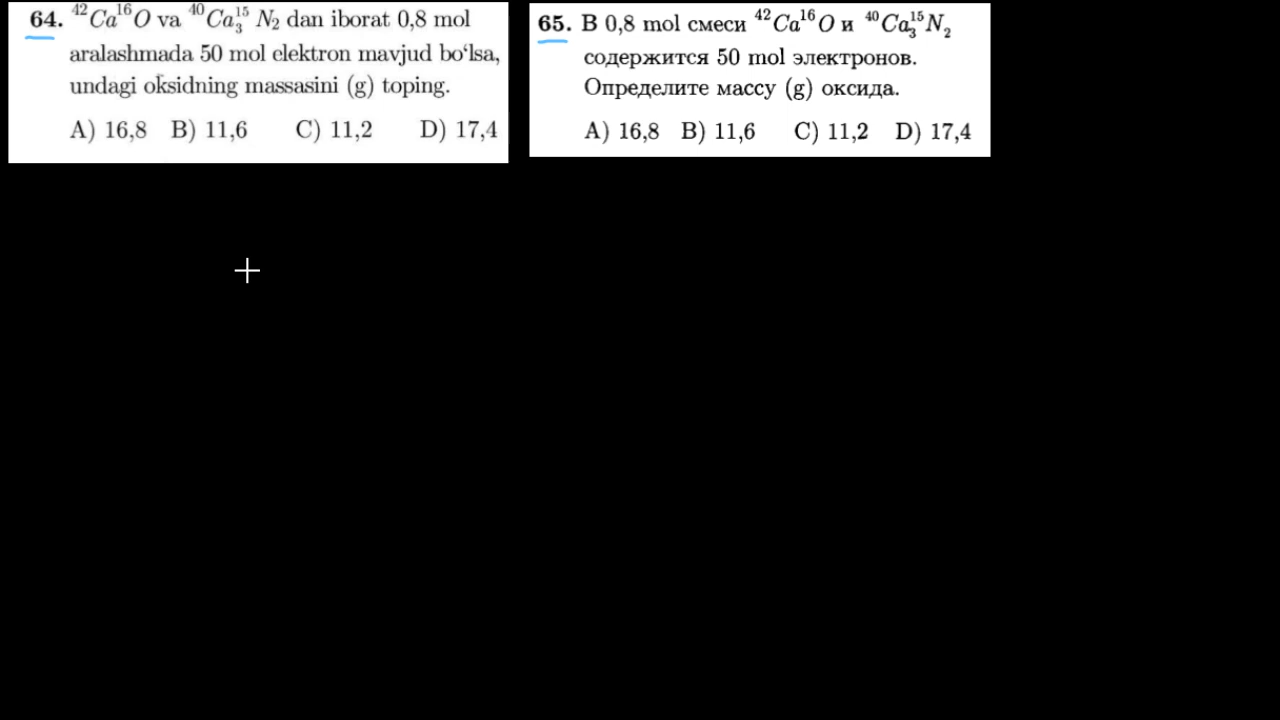 64. ⁴²Ca¹⁶O va ⁴⁰Ca₃¹⁵ N₂ dan iborat 0,8 mol
aralashmada 50 mol elektron mavjud bo‘lsa,
undagi oksidning massasini (g) toping.
A) 16,8 B) 11,6 C) 11,2 D) 17,4
65. В 0,8 mol смеси ⁴²Ca¹⁶O и ⁴⁰Ca₃¹⁵N₂
содержится 50 mol электронов.
Определите массу (g) оксида.
A) 16,8 B) 11,6 C) 11,2 D) 17,4